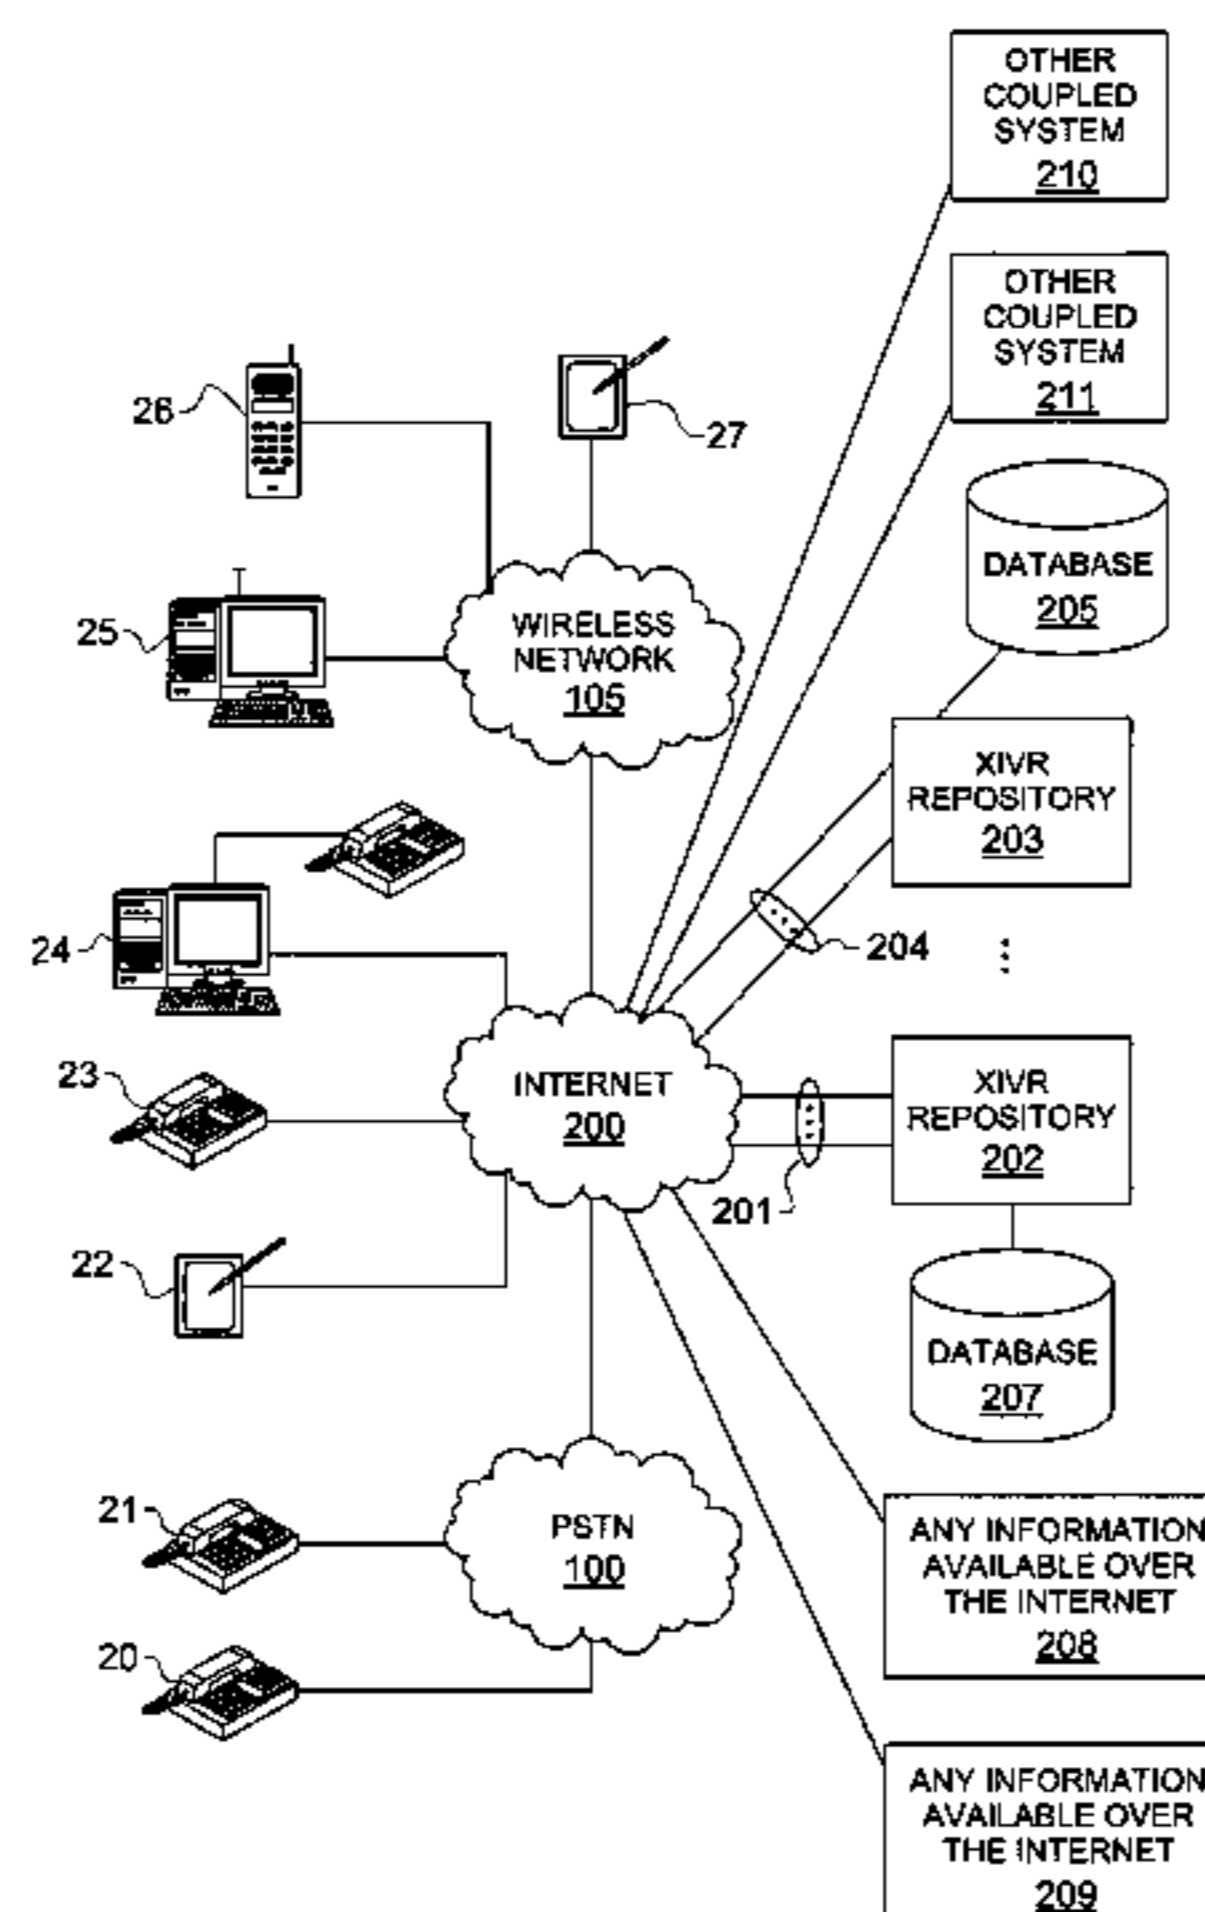 OTHER
COUPLED
SYSTEM
210
OTHER
COUPLED
SYSTEM
211
26
27
DATABASE
205
25
WIRELESS
NETWORK
105
XIVR
REPOSITORY
203
24
204
INTERNET
200
23
XIVR
REPOSITORY
202
201
22
DATABASE
207
21
PSTN
100
ANY INFORMATION
AVAILABLE OVER
THE INTERNET
208
20
ANY INFORMATION
AVAILABLE OVER
THE INTERNET
209